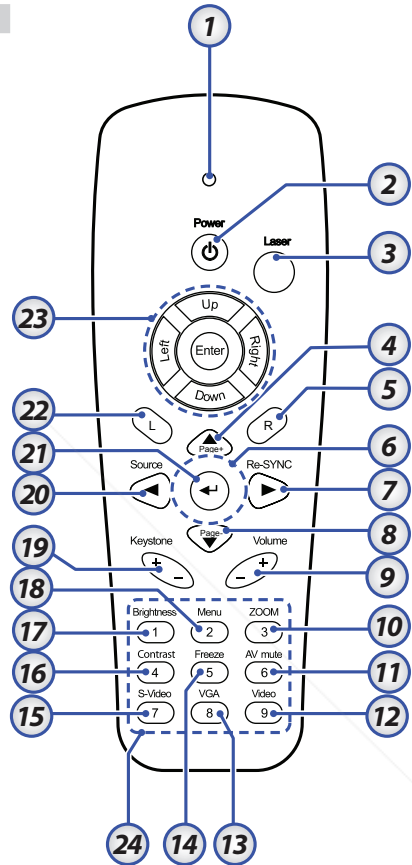 1
2
Power
Laser
3
23
Up
4
Left
Enter
Right
5
22
Down
L
R
6
21
Page+
Source
Re-SYNC
7
20
8
19
Keystone
Page-
Volume
18
9
17
Brightness
Menu
ZOOM
10
1
2
3
16
Contrast
Freeze
AV mute
11
4
5
6
15
S-Video
VGA
Video
12
7
8
9
24
14
13